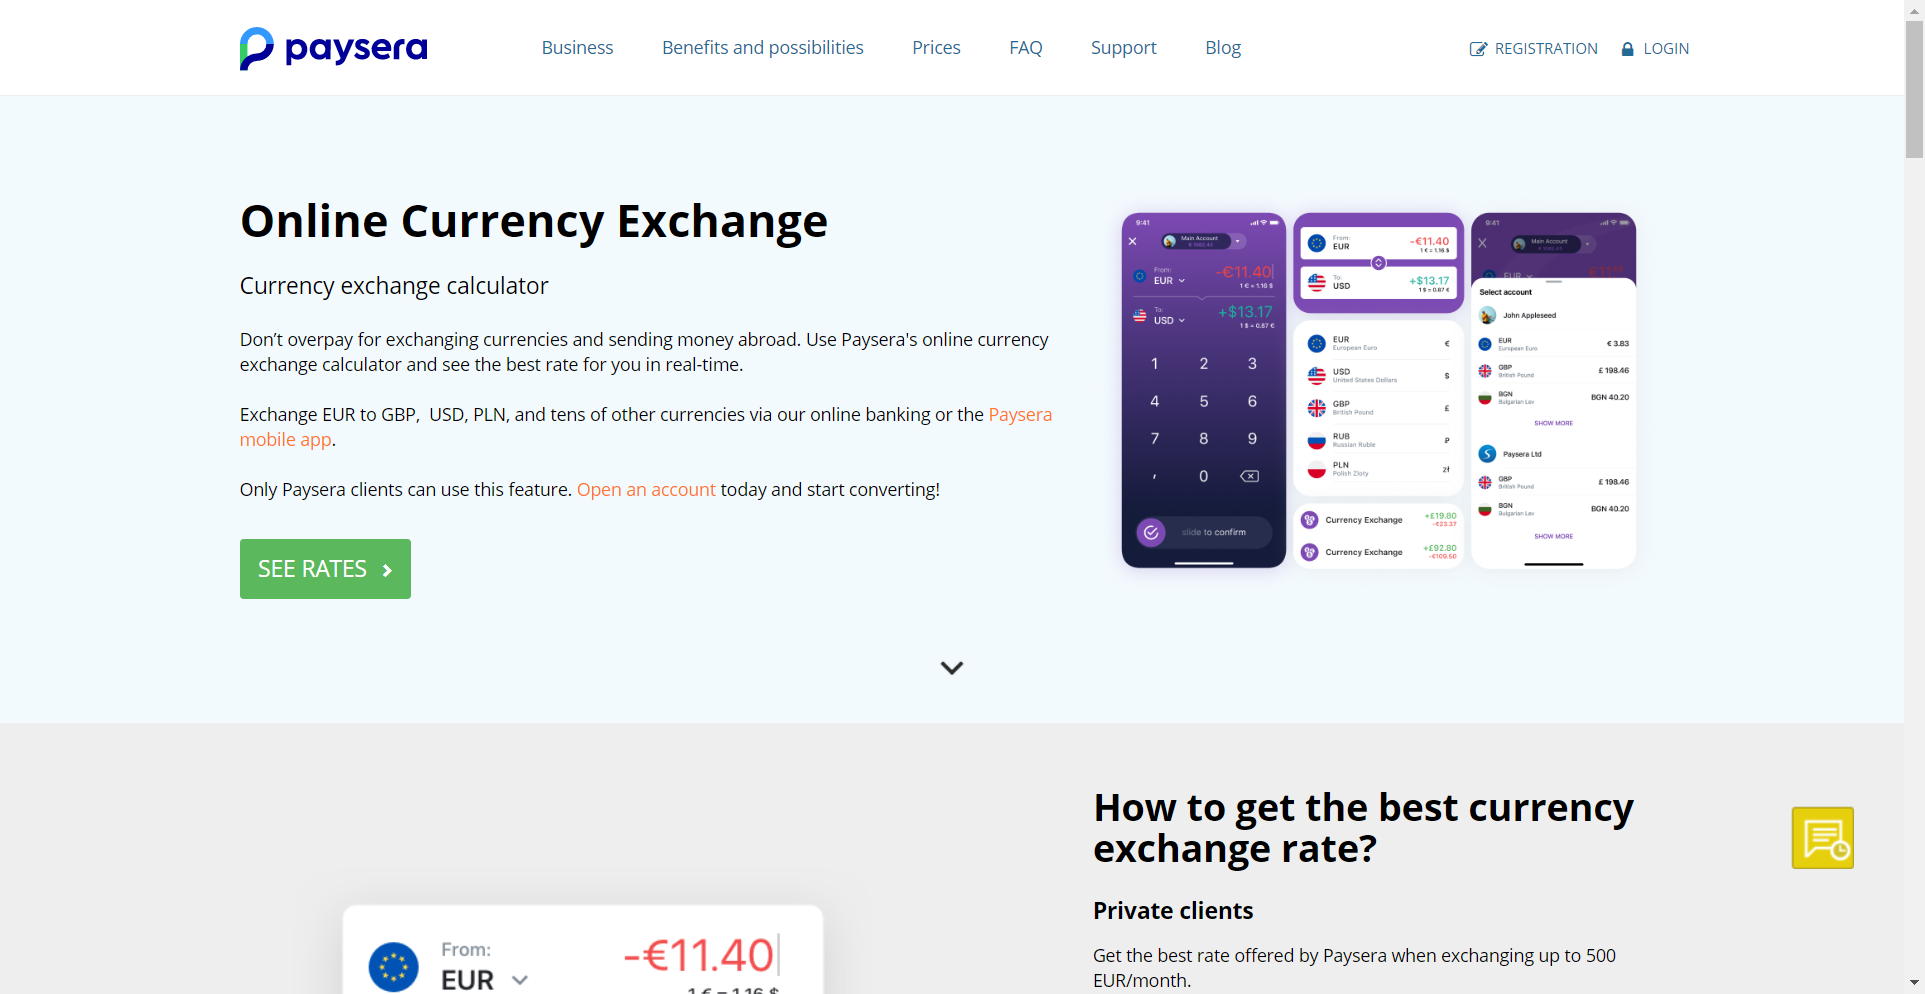 paysera
Business
Benefits and possibilities
Prices
FAQ
Support
Blog
REGISTRATION
LOGIN
Online Currency Exchange
Currency exchange calculator
Don’t overpay for exchanging currencies and sending money abroad. Use Paysera's online currency
exchange calculator and see the best rate for you in real-time.
Exchange EUR to GBP, USD, PLN, and tens of other currencies via our online banking or the Paysera
mobile app.
Only Paysera clients can use this feature. Open an account today and start converting!
SEE RATES
9:41
Main Account
From:
-€11.40
EUR
1 € = 1.16 $
To:
+$13.17
USD
1 $ = 0.87 €
1 2 3
4 5 6
7 8 9
, 0
slide to confirm
From:
EUR
-€11.40
1 € = 1.16 $
To:
USD
+$13.17
1 $ = 0.87 €
EUR
European Euro
€
USD
United States Dollars
$
GBP
British Pound
£
RUB
Russian Ruble
₽
PLN
Polish Zloty
zł
Currency Exchange
+£19.80
-€23.37
Currency Exchange
+£92.80
-€109.50
9:41
Main Account
EUR
Select account
John Appleseed
EUR
European Euro
€ 3.83
GBP
British Pound
£ 198.46
BGN
Bulgarian Lev
BGN 40.20
SHOW MORE
Paysera Ltd
GBP
British Pound
£ 198.46
BGN
Bulgarian Lev
BGN 40.20
SHOW MORE
How to get the best currency
exchange rate?
Private clients
Get the best rate offered by Paysera when exchanging up to 500
EUR/month.
From:
EUR
-€11.40
1 € = 1.16 $